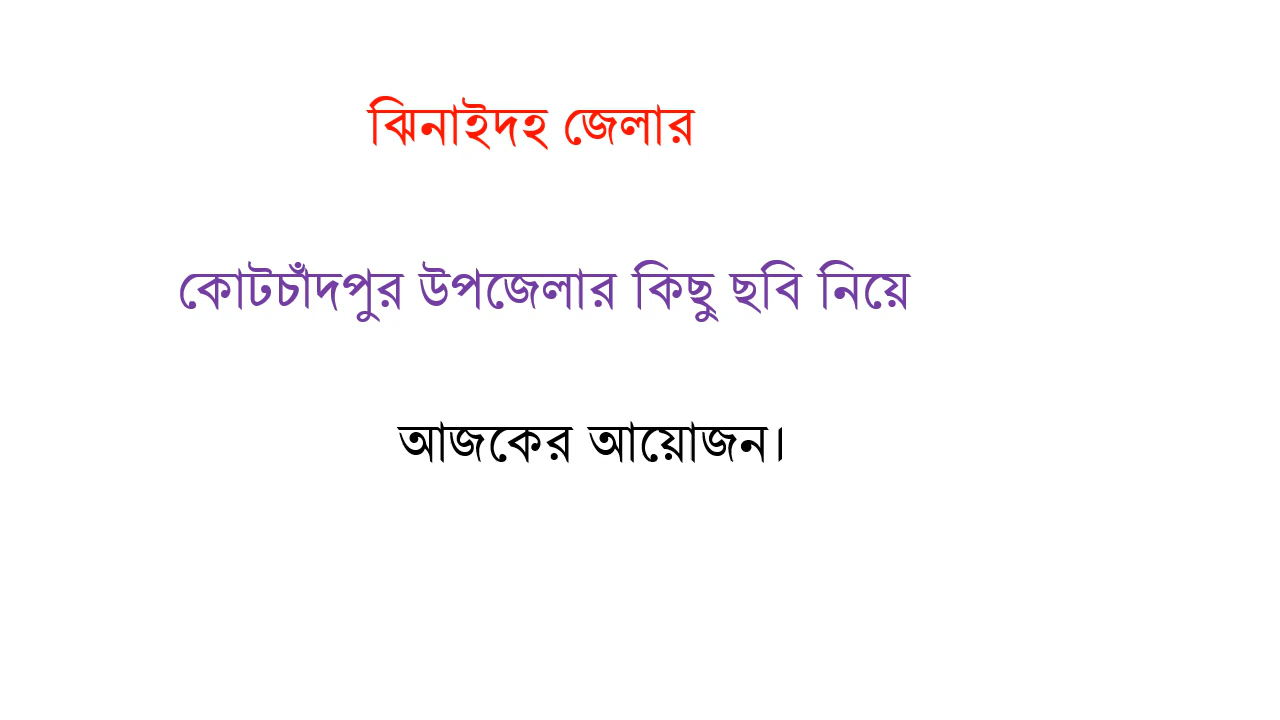 ঝিনাইদহ জেলার
কোটচাঁদপুর উপজেলার কিছু ছবি নিয়ে
আজকের আয়োজন।